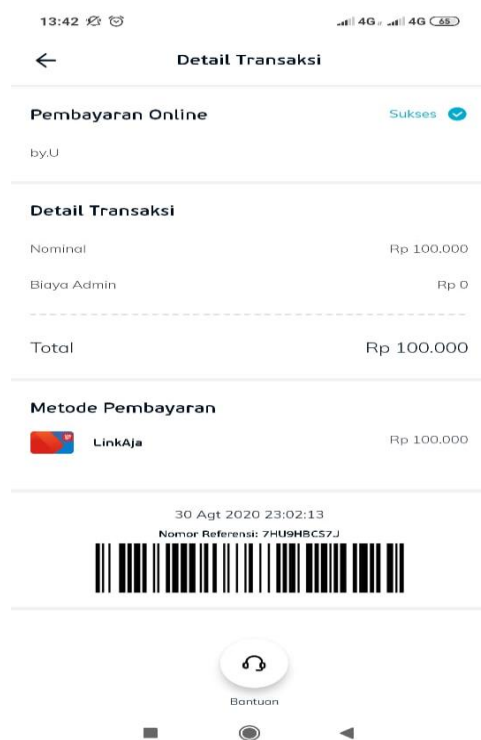 13:42 4G 4G 65
Detail Transaksi
Pembayaran Online Sukses
by.U
Detail Transaksi
Nominal Rp 100.000
Biaya Admin Rp 0
Total Rp 100.000
Metode Pembayaran
LinkAja Rp 100.000
30 Agt 2020 23:02:13
Nomor Referensi: 7HU9HBCS7J
Bantuan